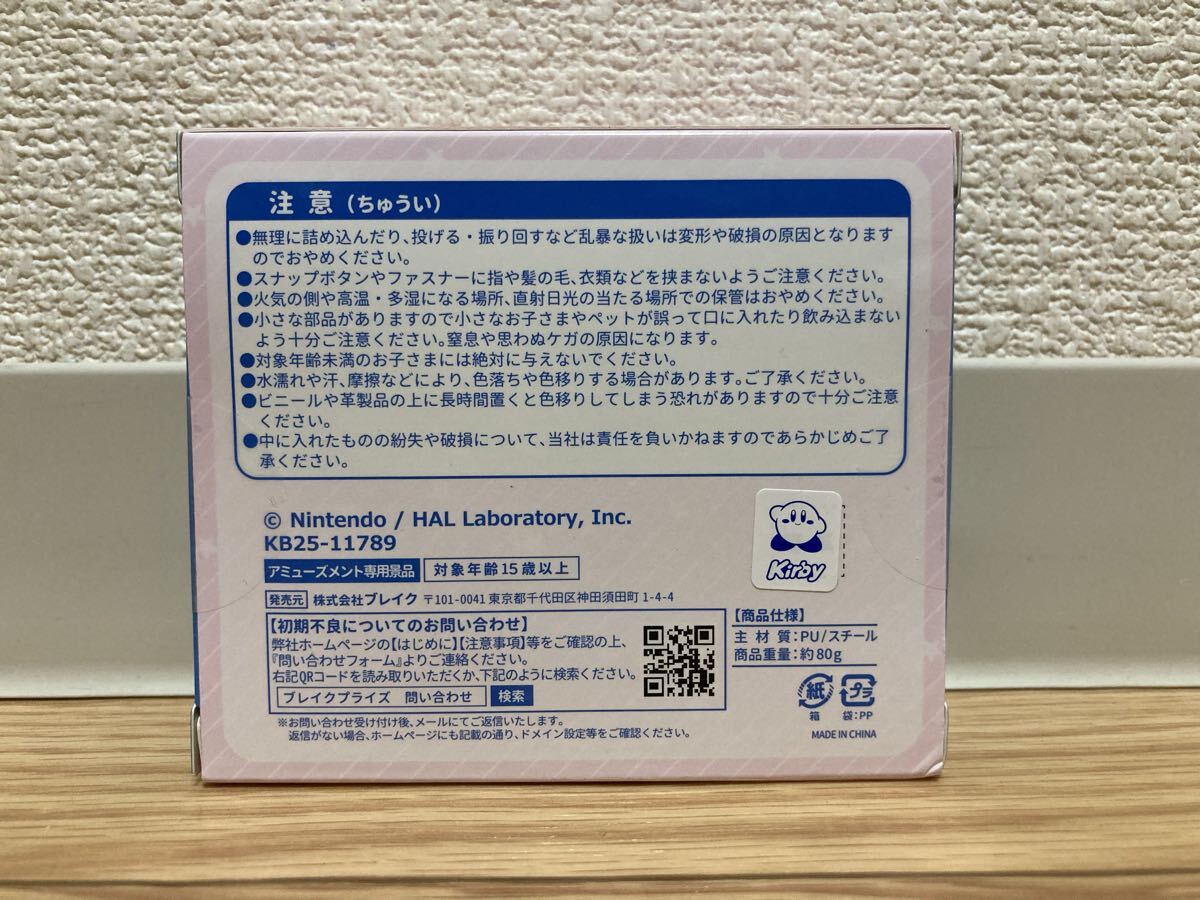 注意(ちゅうい)
●無理に詰め込んだり、投げる・振り回すなど乱暴な扱いは変形や破損の原因となります
のでおやめください。
●スナップボタンやファスナーに指や髪の毛、衣類などを挟まないようご注意ください。
●火気の側や高温・多湿になる場所、直射日光の当たる場所での保管はおやめください。
●小さな部品がありますので小さなお子さまやペットが誤って口に入れたり飲み込まない
よう十分ご注意ください。窒息や思わぬケガの原因になります。
●対象年齢未満のお子さまには絶対に与えないでください。
●水濡れや汗、摩擦などにより、色落ちや色移りする場合があります。ご了承ください。
●ビニールや革製品の上に長時間置くと色移りしてしまう恐れがありますので十分ご注意
ください。
●中に入れたものの紛失や破損について、当社は責任を負いかねますのであらかじめご了
承ください。
© Nintendo / HAL Laboratory, Inc.
KB25-11789
アミューズメント専用景品 対象年齢15歳以上
Kirby
発売元 株式会社ブレイク 〒101-0041 東京都千代田区神田須田町1-4-4
【初期不良についてのお問い合わせ】
弊社ホームページの【はじめに】【注意事項】等をご確認の上、
『問い合わせフォーム』よりご連絡ください。
右記QRコードを読み取りいただくか、下記のように検索ください。
ブレイクプライズ 問い合わせ 検索
※お問い合わせ受け付け後、メールにてご返信いたします。
返信がない場合、ホームページにも記載の通り、ドメイン設定等をご確認ください。
【商品仕様】
主材質:PU/スチール
商品重量:約80g
紙 プラ
箱 袋:PP
MADE IN CHINA